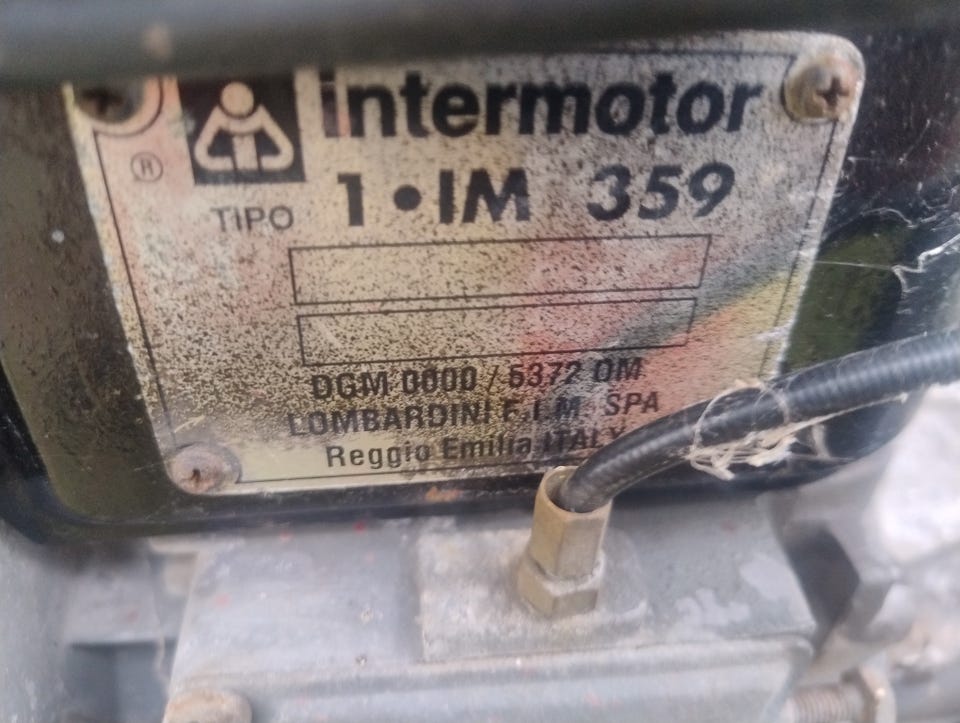 intermotor
®
TIPO 1•IM 359
DGM 0000 / 5372 OM
LOMBARDINI F.I.M. SPA
Reggio Emilia ITALY